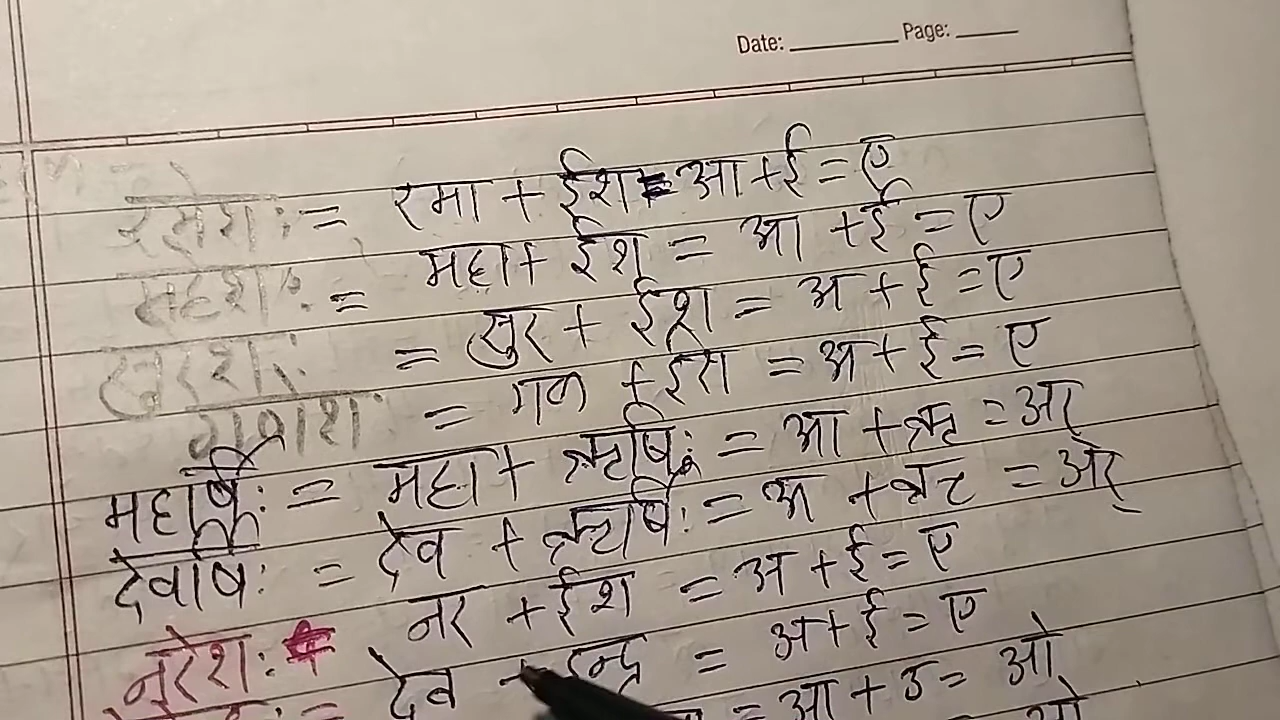 Date: Page:
रमेशः = रमा + ईश = आ + ई = ए
महेशः = महा + ईश = आ + ई = ए
सुरेशः = सुर + ईश = अ + ई = ए
गणेशः = गण + ईश = अ + ई = ए
महर्षिः = महा + ऋषिः = आ + ऋ = अर्
देवर्षिः = देव + ऋषिः = अ + ऋ = अर्
नरेशः नर + ईश = अ + ई = ए
= देव + इन्द्र = अ + ई = ए
= आ + उ = ओ